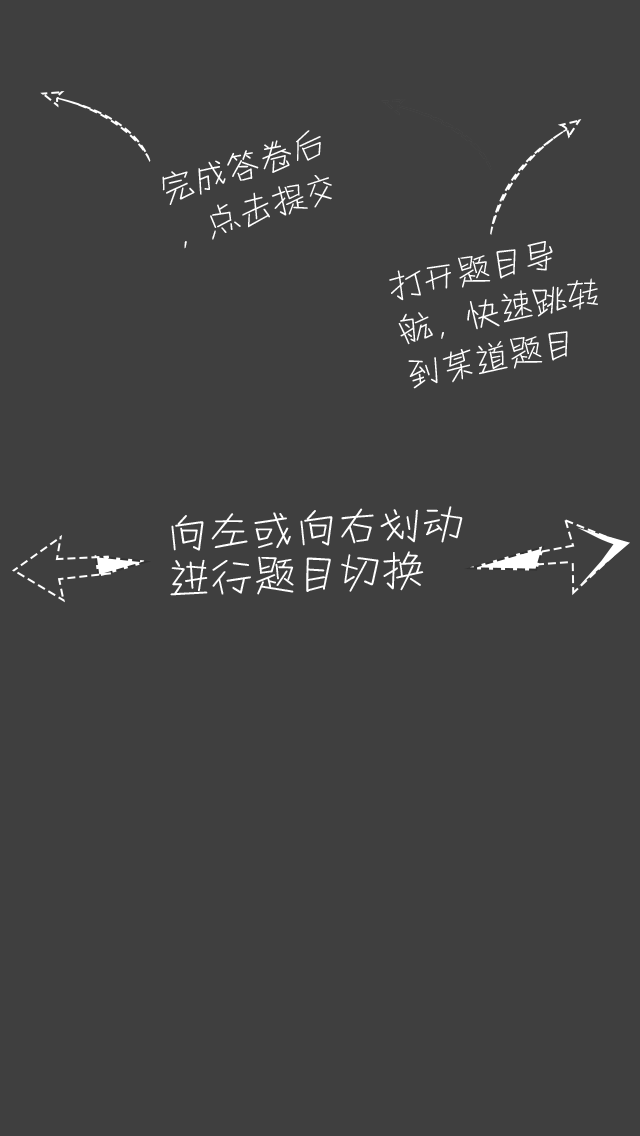 完成答卷后
，点击提交
打开题目导
航，快速跳转
到某道题目
向左或向右划动
进行题目切换